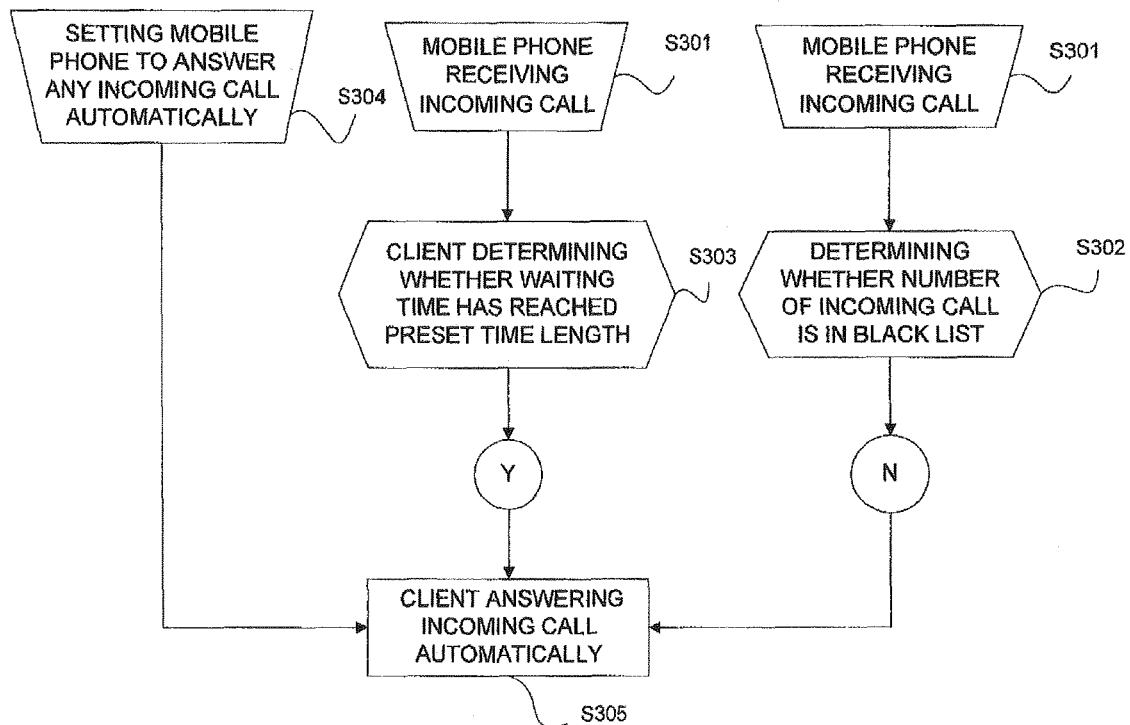 SETTING MOBILE
PHONE TO ANSWER
ANY INCOMING CALL
AUTOMATICALLY
S304
MOBILE PHONE
RECEIVING
INCOMING CALL
S301
MOBILE PHONE
RECEIVING
INCOMING CALL
S301
CLIENT DETERMINING
WHETHER WAITING
TIME HAS REACHED
PRESET TIME LENGTH
S303
DETERMINING
WHETHER NUMBER
OF INCOMING CALL
IS IN BLACK LIST
S302
Y
N
CLIENT ANSWERING
INCOMING CALL
AUTOMATICALLY
S305